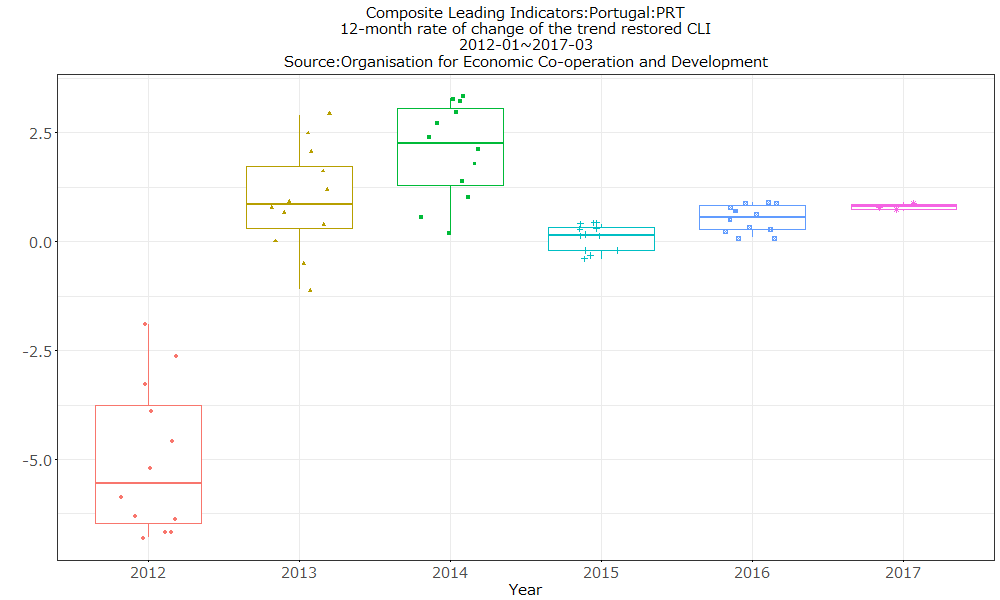 Composite Leading Indicators:Portugal:PRT
12-month rate of change of the trend restored CLI
2012-01~2017-03
Source:Organisation for Economic Co-operation and Development
2.5
0.0
-2.5
-5.0
2012 2013 2014 2015 2016 2017
Year